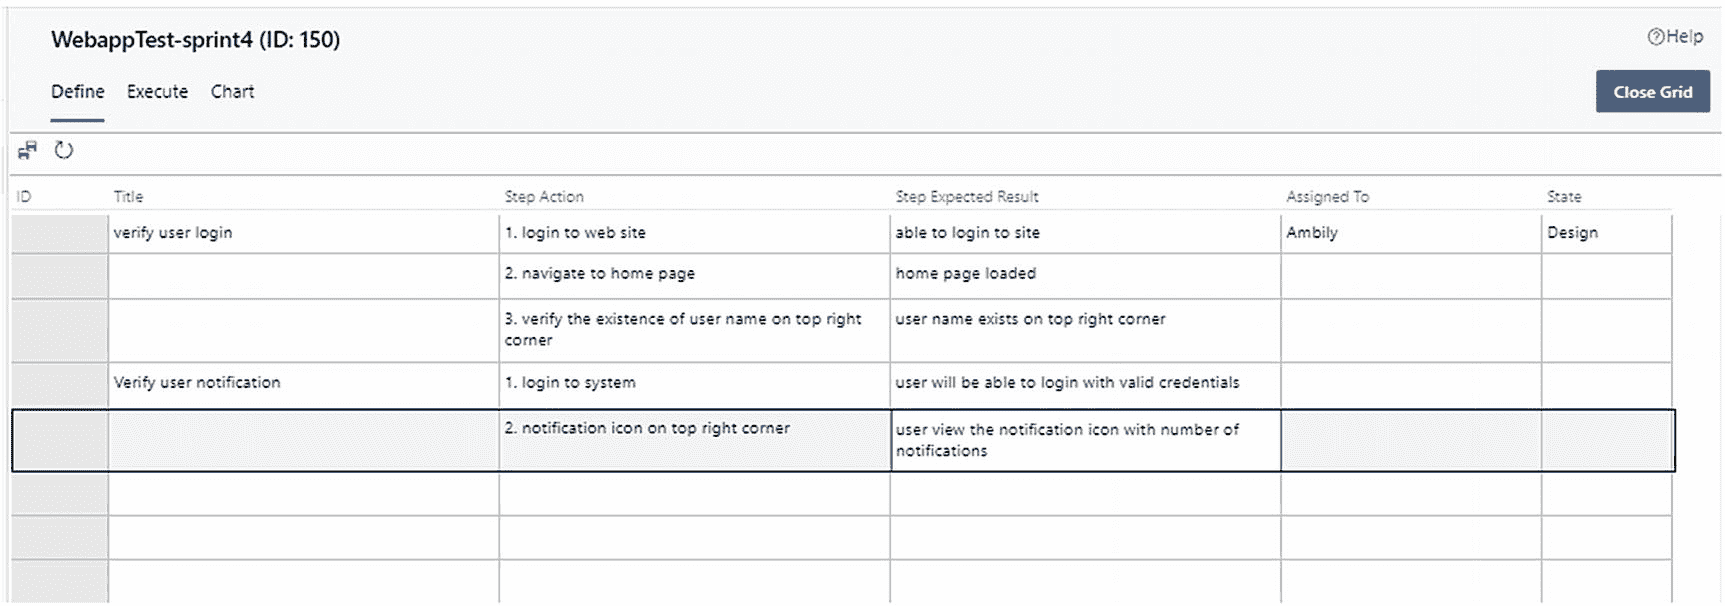 WebappTest-sprint4 (ID: 150)
Help
Define Execute Chart
Close Grid
ID Title Step Action Step Expected Result Assigned To State
verify user login 1. login to web site able to login to site Ambily Design
2. navigate to home page home page loaded
3. verify the existence of user name on top right user name exists on top right corner
corner
Verify user notification 1. login to system user will be able to login with valid credentials
2. notification icon on top right corner user view the notification icon with number of
notifications